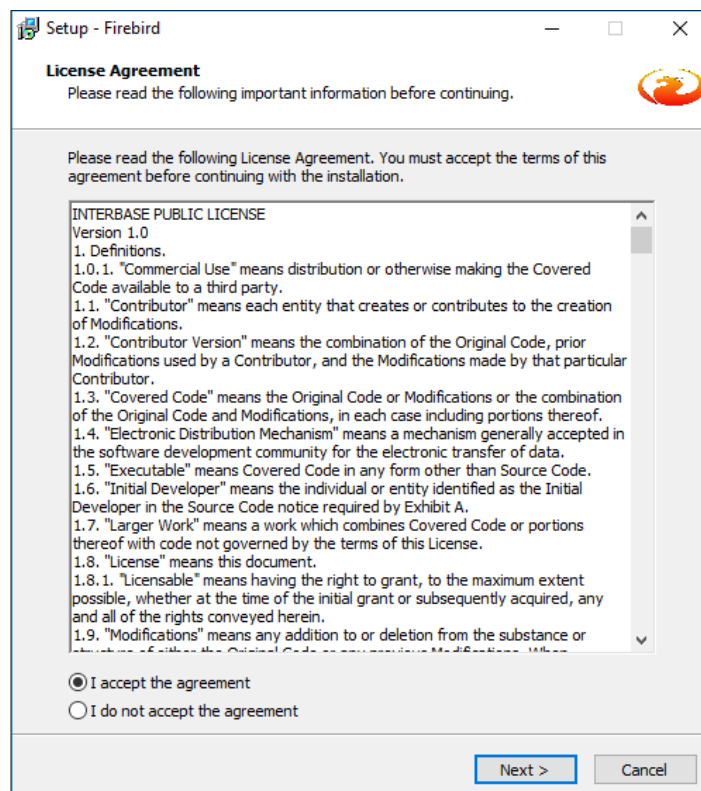 Setup - Firebird
License Agreement
Please read the following important information before continuing.
Please read the following License Agreement. You must accept the terms of this
agreement before continuing with the installation.
INTERBASE PUBLIC LICENSE
Version 1.0
1. Definitions.
1.0.1. "Commercial Use" means distribution or otherwise making the Covered
Code available to a third party.
1.1. "Contributor" means each entity that creates or contributes to the creation
of Modifications.
1.2. "Contributor Version" means the combination of the Original Code, prior
Modifications used by a Contributor, and the Modifications made by that particular
Contributor.
1.3. "Covered Code" means the Original Code or Modifications or the combination
of the Original Code and Modifications, in each case including portions thereof.
1.4. "Electronic Distribution Mechanism" means a mechanism generally accepted in
the software development community for the electronic transfer of data.
1.5. "Executable" means Covered Code in any form other than Source Code.
1.6. "Initial Developer" means the individual or entity identified as the Initial
Developer in the Source Code notice required by Exhibit A.
1.7. "Larger Work" means a work which combines Covered Code or portions
thereof with code not governed by the terms of this License.
1.8. "License" means this document.
1.8.1. "Licensable" means having the right to grant, to the maximum extent
possible, whether at the time of the initial grant or subsequently acquired, any
and all of the rights conveyed herein.
1.9. "Modifications" means any addition to or deletion from the substance or
structure of either the Original Code or any previous Modifications. When
I accept the agreement
I do not accept the agreement
Next >
Cancel